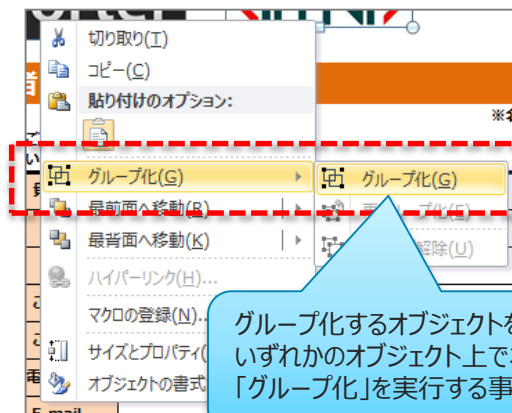 切り取り(T)
コピー(C)
貼り付けのオプション:
※
グループ化(G)
グループ化(G)
最前面へ移動(R)
最背面へ移動(K)
解除(U)
ハイパーリンク(H)...
マクロの登録(N)..
サイズとプロパティ(
オブジェクトの書式
グループ化するオブジェクトを
いずれかのオブジェクト上で
「グループ化」を実行する事
電
E-mail